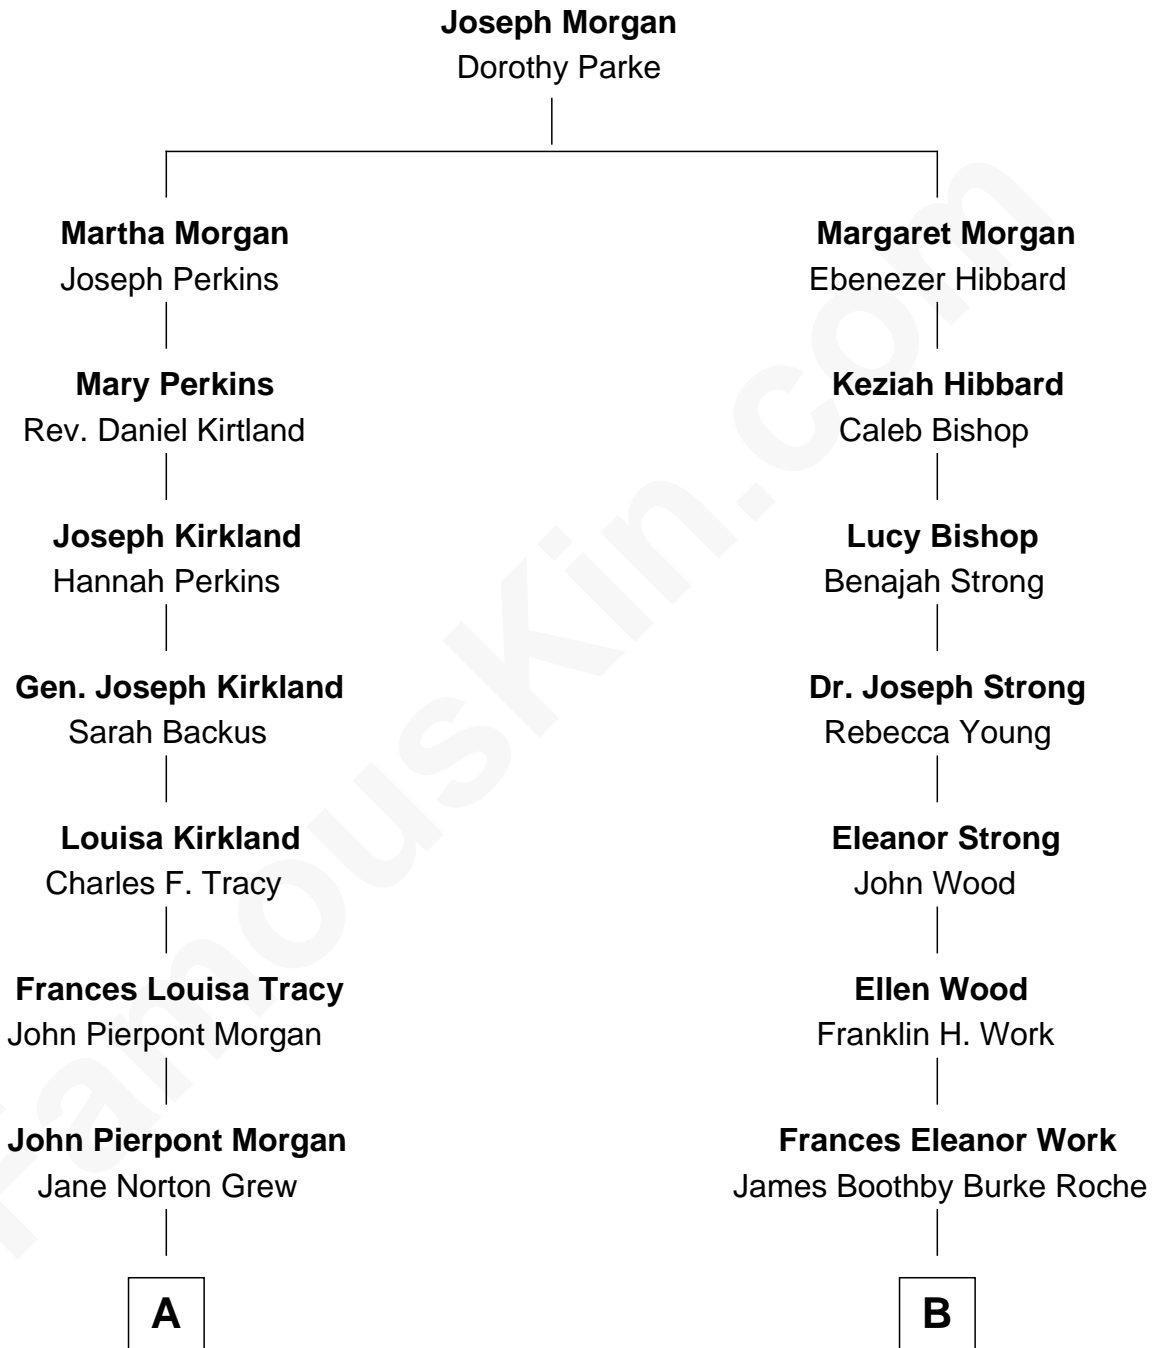 Joseph Morgan
Dorothy Parke
Martha Morgan
Joseph Perkins
Margaret Morgan
Ebenezer Hibbard
Mary Perkins
Rev. Daniel Kirtland
Keziah Hibbard
Caleb Bishop
Joseph Kirkland
Hannah Perkins
Lucy Bishop
Benajah Strong
Gen. Joseph Kirkland
Sarah Backus
Dr. Joseph Strong
Rebecca Young
Louisa Kirkland
Charles F. Tracy
Eleanor Strong
John Wood
Frances Louisa Tracy
John Pierpont Morgan
Ellen Wood
Franklin H. Work
John Pierpont Morgan
Jane Norton Grew
Frances Eleanor Work
James Boothby Burke Roche
A
B
FamousKin.com